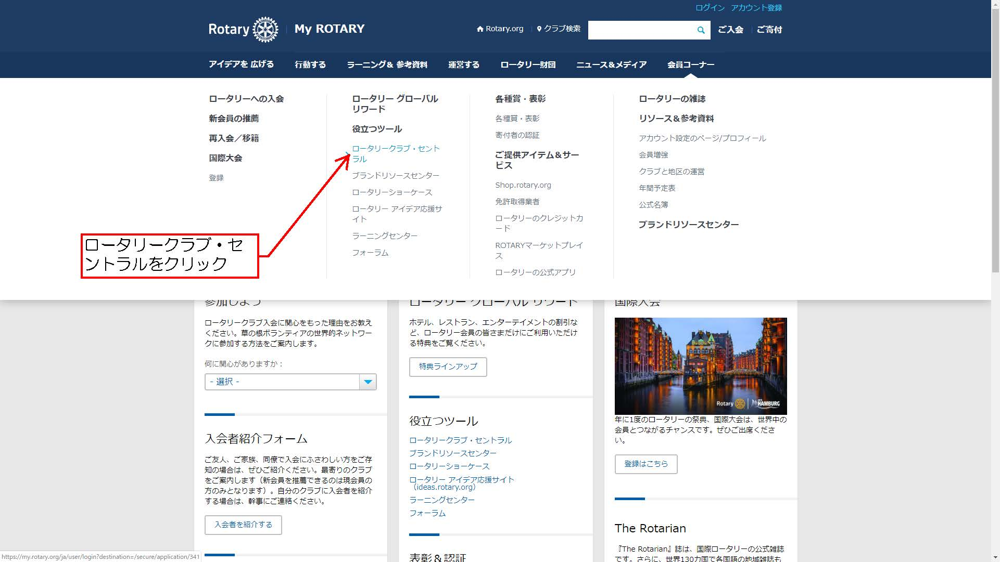 ログイン アカウント登録
Rotary My ROTARY Rotary.org クラブ検索 ご入会 ご寄付
アイデアを 広げる 行動する ラーニング& 参考資料 運営する ロータリー財団 ニュース&メディア 会員コーナー
ロータリーへの入会
新会員の推薦
再入会／移籍
国際大会
登録
ロータリー グローバル
リワード
役立つツール
ロータリークラブ・セント
ラル
ブランドリソースセンター
ロータリーショーケース
ロータリー アイデア応援サ
イト
ラーニングセンター
フォーラム
各種賞・表彰
各種賞・表彰
寄付者の認証
ご提供アイテム&サー
ビス
Shop.rotary.org
免許取得業者
ロータリーのクレジットカ
ード
ROTARYマーケットプレイ
ス
ロータリーの公式アプリ
ロータリーの雑誌
リソース&参考資料
アカウント設定のページ/プロフィール
会員増強
クラブと地区の運営
年間予定表
公式名簿
ブランドリソースセンター
ロータリークラブ・セ
ントラルをクリック
参加しよう
ロータリークラブ入会に関心をもった理由をお教え
ください。草の根ボランティアの世界的ネットワー
クに参加する方法をご案内します。
何に関心がありますか：
- 選択 -
入会者紹介フォーム
ご友人、ご家族、同僚で入会にふさわしい方をご存
知の場合は、ぜひご紹介ください。最寄りのクラブ
をご案内します（新会員を推薦できるのは現会員の
方のみとなります）。自分のクラブに入会者を紹介
する場合は、幹事にご連絡ください。
入会者を紹介する
ロータリー グローバル リワード
ホテル、レストラン、エンターテイメントの割引な
ど、ロータリー会員の皆さまだけにご利用いただけ
る特典をご覧ください。
特典ラインアップ
役立つツール
ロータリークラブ・セントラル
ブランドリソースセンター
ロータリーショーケース
ロータリー アイデア応援サイト
（ideas.rotary.org）
ラーニングセンター
フォーラム
表彰＆認証
国際大会
Rotary HAMBURG
年に1度のロータリーの祭典、国際大会は、世界中の
会員とつながるチャンスです。ぜひご出席くださ
い。
登録はこちら
The Rotarian
『The Rotarian』誌は、国際ロータリーの公式雑誌
です。さらに、世界130カ国で各国語の地域雑誌も
https://my.rotary.org/ja/user/login?destination=/secure/application/341